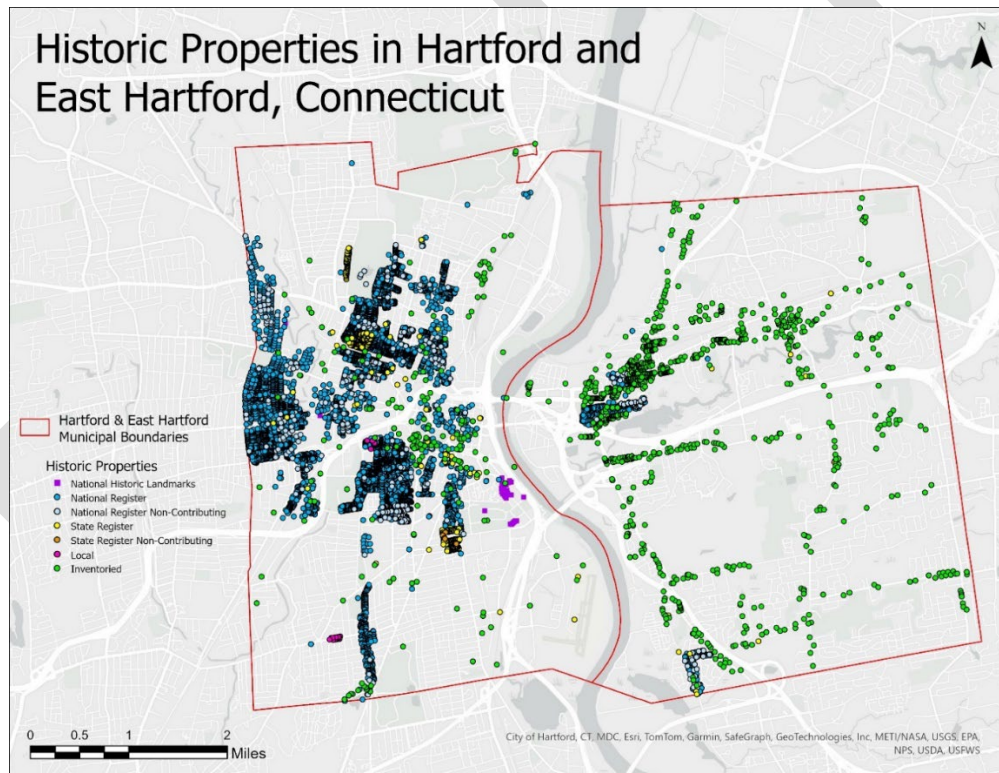 Historic Properties in Hartford and
East Hartford, Connecticut
N
Hartford & East Hartford
Municipal Boundaries
Historic Properties
National Historic Landmarks
National Register
National Register Non-Contributing
State Register
State Register Non-Contributing
Local
Inventoried
0 0.5 1 2
Miles
City of Hartford, CT, MDC, Esri, TomTom, Garmin, SafeGraph, GeoTechnologies, Inc, METI/NASA, USGS, EPA,
NPS, USDA, USFWS